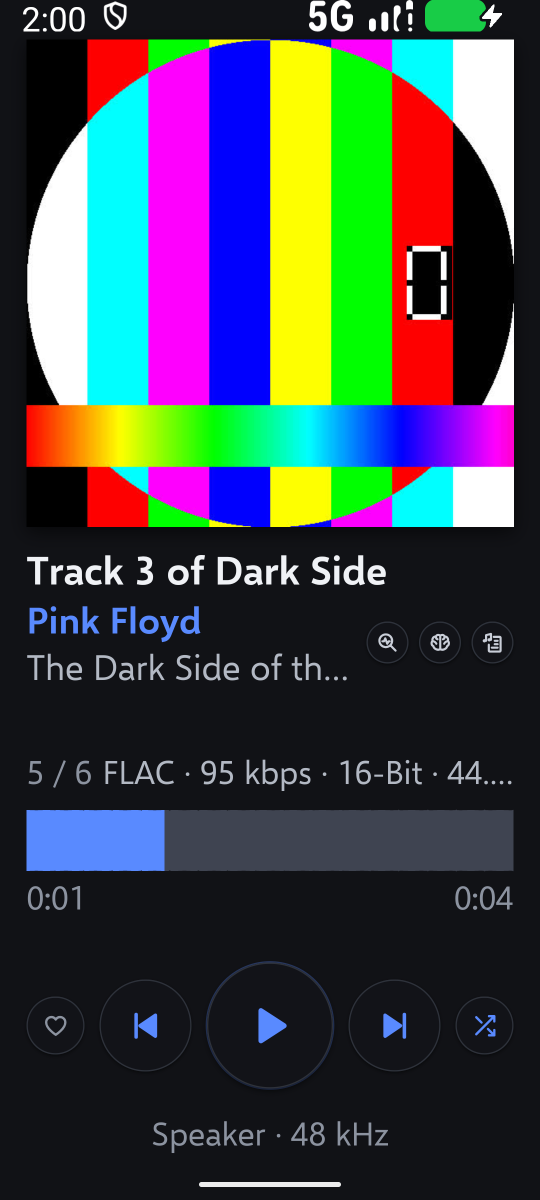 2:00 5G
0
Track 3 of Dark Side
Pink Floyd
The Dark Side of th...
5 / 6 FLAC · 95 kbps · 16-Bit · 44....
0:01 0:04
Speaker · 48 kHz